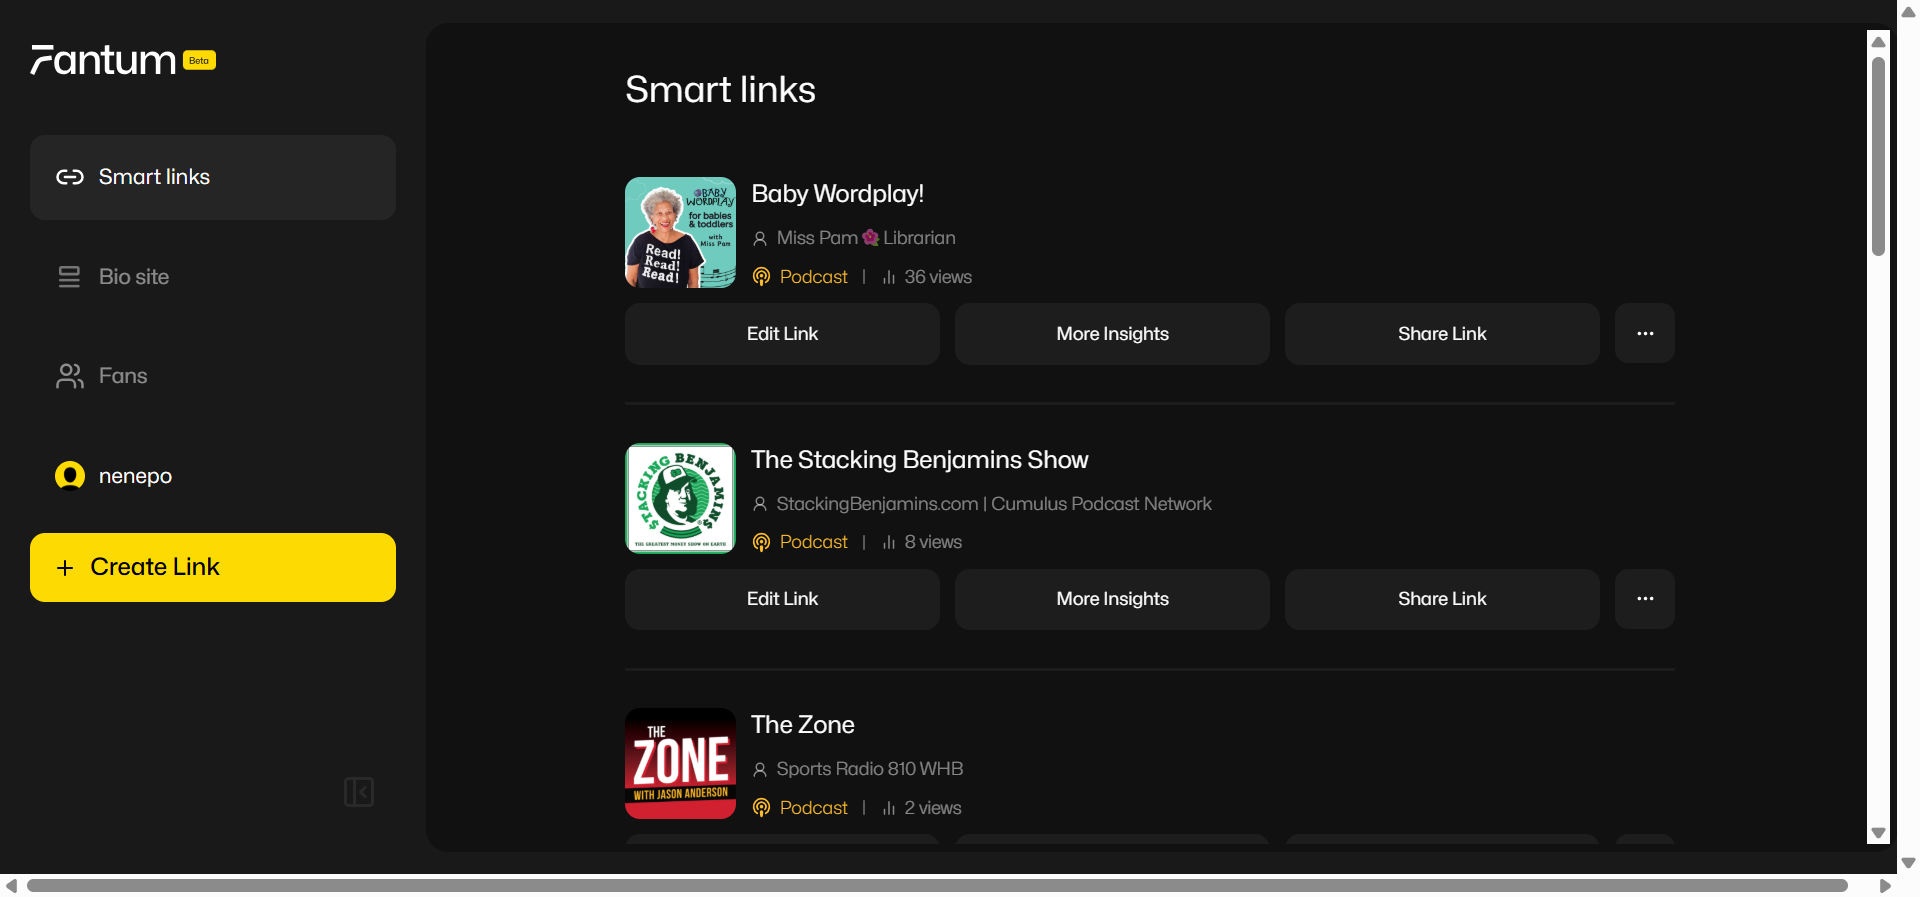 Fantum Beta
Smart links
Bio site
Fans
nenepo
+ Create Link
Smart links
BABY WORDPLAY
for babies & toddlers
with Miss Pam
Read!
Read!
Read!
Baby Wordplay!
Miss Pam 🌺 Librarian
Podcast | 36 views
Edit Link
More Insights
Share Link
...
STACKING BENJAMINS
THE GREATEST MONEY SHOW ON EARTH
The Stacking Benjamins Show
StackingBenjamins.com | Cumulus Podcast Network
Podcast | 8 views
Edit Link
More Insights
Share Link
...
THE
ZONE
WITH JASON ANDERSON
The Zone
Sports Radio 810 WHB
Podcast | 2 views